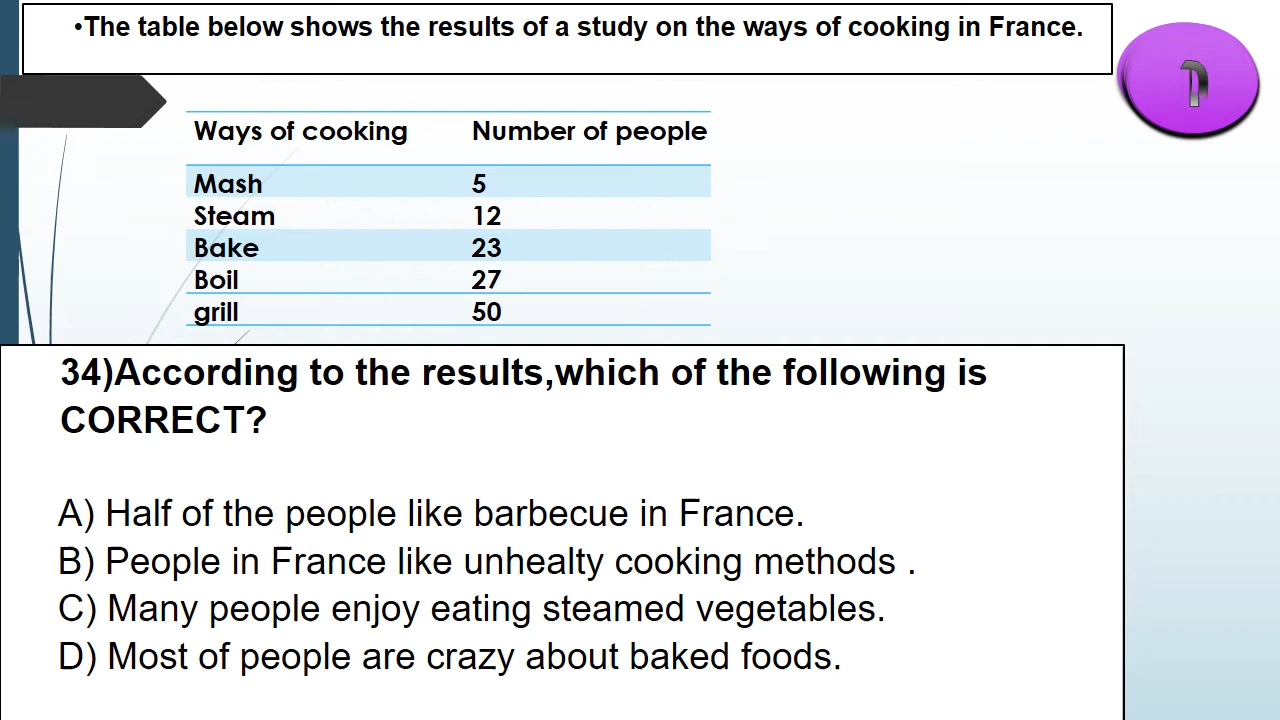 •The table below shows the results of a study on the ways of cooking in France.
Ways of cooking Number of people
Mash 5
Steam 12
Bake 23
Boil 27
grill 50
34)According to the results,which of the following is
CORRECT?
A) Half of the people like barbecue in France.
B) People in France like unhealty cooking methods .
C) Many people enjoy eating steamed vegetables.
D) Most of people are crazy about baked foods.